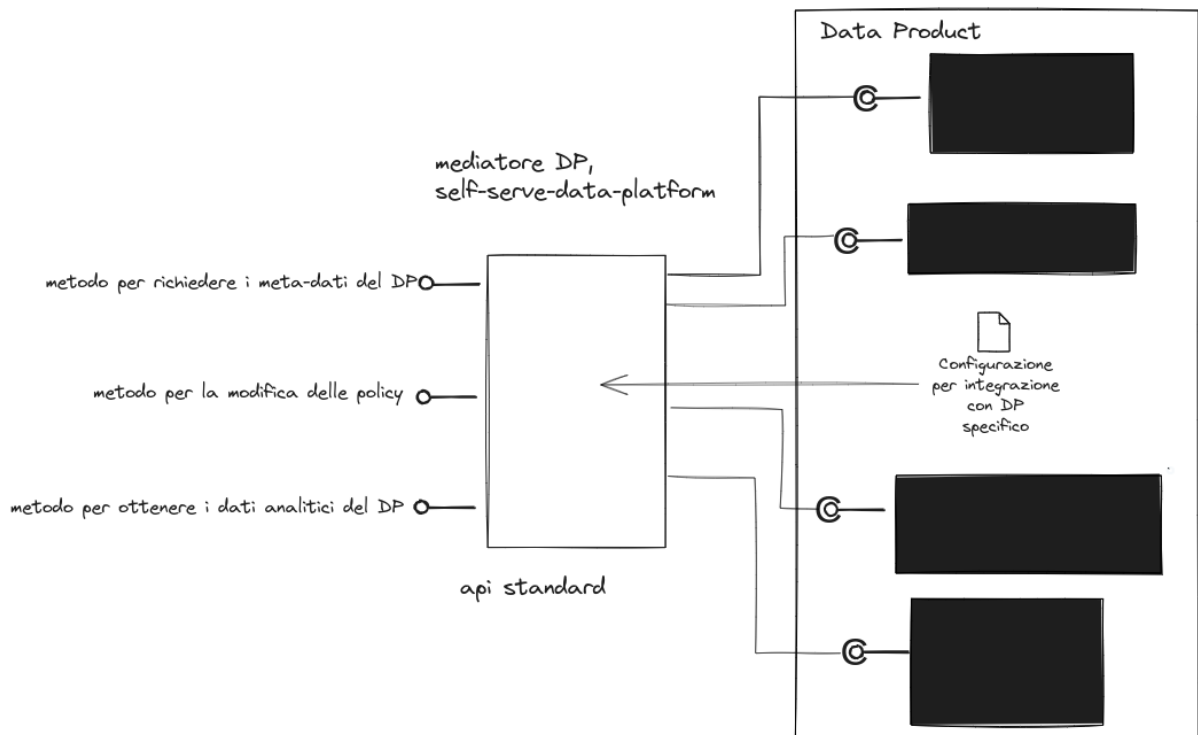 Data Product
mediatore DP,
self-serve-data-platform
metodo per richiedere i meta-dati del DP
metodo per la modifica delle policy
metodo per ottenere i dati analitici del DP
api standard
Configurazione
per integrazione
con DP
specifico